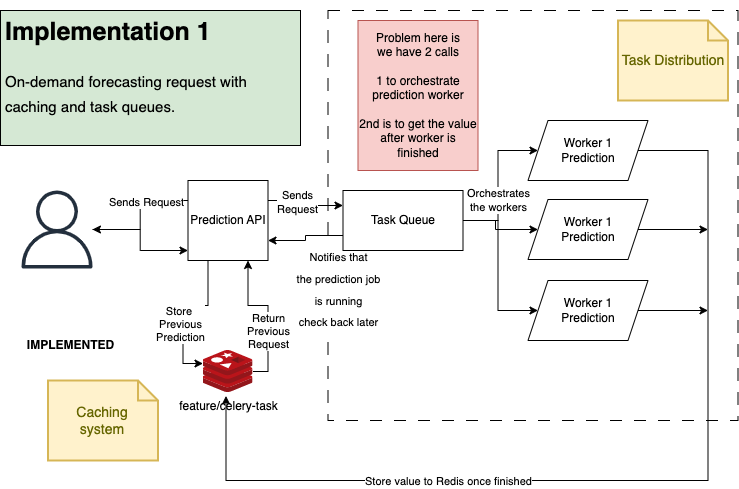 Implementation 1
On-demand forecasting request with
caching and task queues.
Problem here is
we have 2 calls
1 to orchestrate
prediction worker
2nd is to get the value
after worker is
finished
Task Distribution
Worker 1
Prediction
Sends Request
Prediction API
Sends
Request
Task Queue
Orchestrates
the workers
Worker 1
Prediction
Notifies that
the prediction job
is running
check back later
Worker 1
Prediction
Store
Previous
Prediction
Return
Previous
Request
IMPLEMENTED
feature/celery-task
Caching
system
Store value to Redis once finished